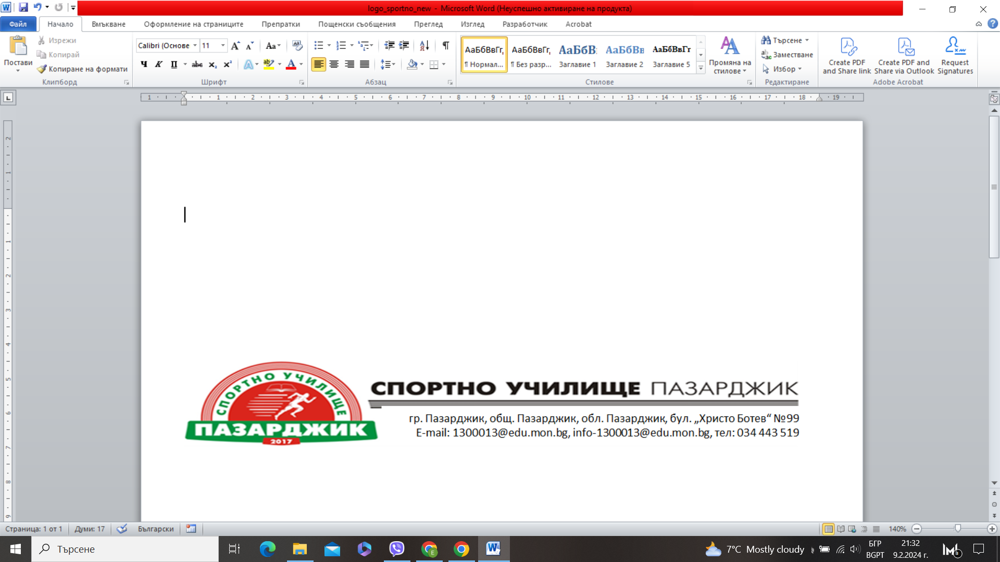 logo_sportno_new - Microsoft Word (Неуспешно активиране на продукта)
Файл Начало Вмъкване Оформление на страниците Препратки Пощенски съобщения Преглед Изглед Разработчик Acrobat
Постави
Изрежи
Копирай
Копиране на формати
Клипборд
Calibri (Основе 11
Ч К П abc x₂ x²
Шрифт
Абзац
АаБбВвГг, АаБбВвГг, АаБбВ АаБбВв АаБбВвГг
¶ Нормал... ¶ Без разр... Заглавие 1 Заглавие 2 Заглавие 5
Промяна на стилове
Стилове
Търсене
Заместване
Избор
Редактиране
Create PDF and Share link
Create PDF and Share via Outlook
Request Signatures
Adobe Acrobat
1 1 2 3 4 5 6 7 8 9 10 11 12 13 14 15 16 17 18 19
СПОРТНО УЧИЛИЩЕ
ПАЗАРДЖИК
2017
СПОРТНО УЧИЛИЩЕ ПАЗАРДЖИК
гр. Пазарджик, общ. Пазарджик, обл. Пазарджик, бул. „Христо Ботев“ №99
E-mail: 1300013@edu.mon.bg, info-1300013@edu.mon.bg, тел: 034 443 519
Страница: 1 от 1 Думи: 17 Български 140%
Търсене
7°C Mostly cloudy
БГР
BGPT
21:32
9.2.2024 г.